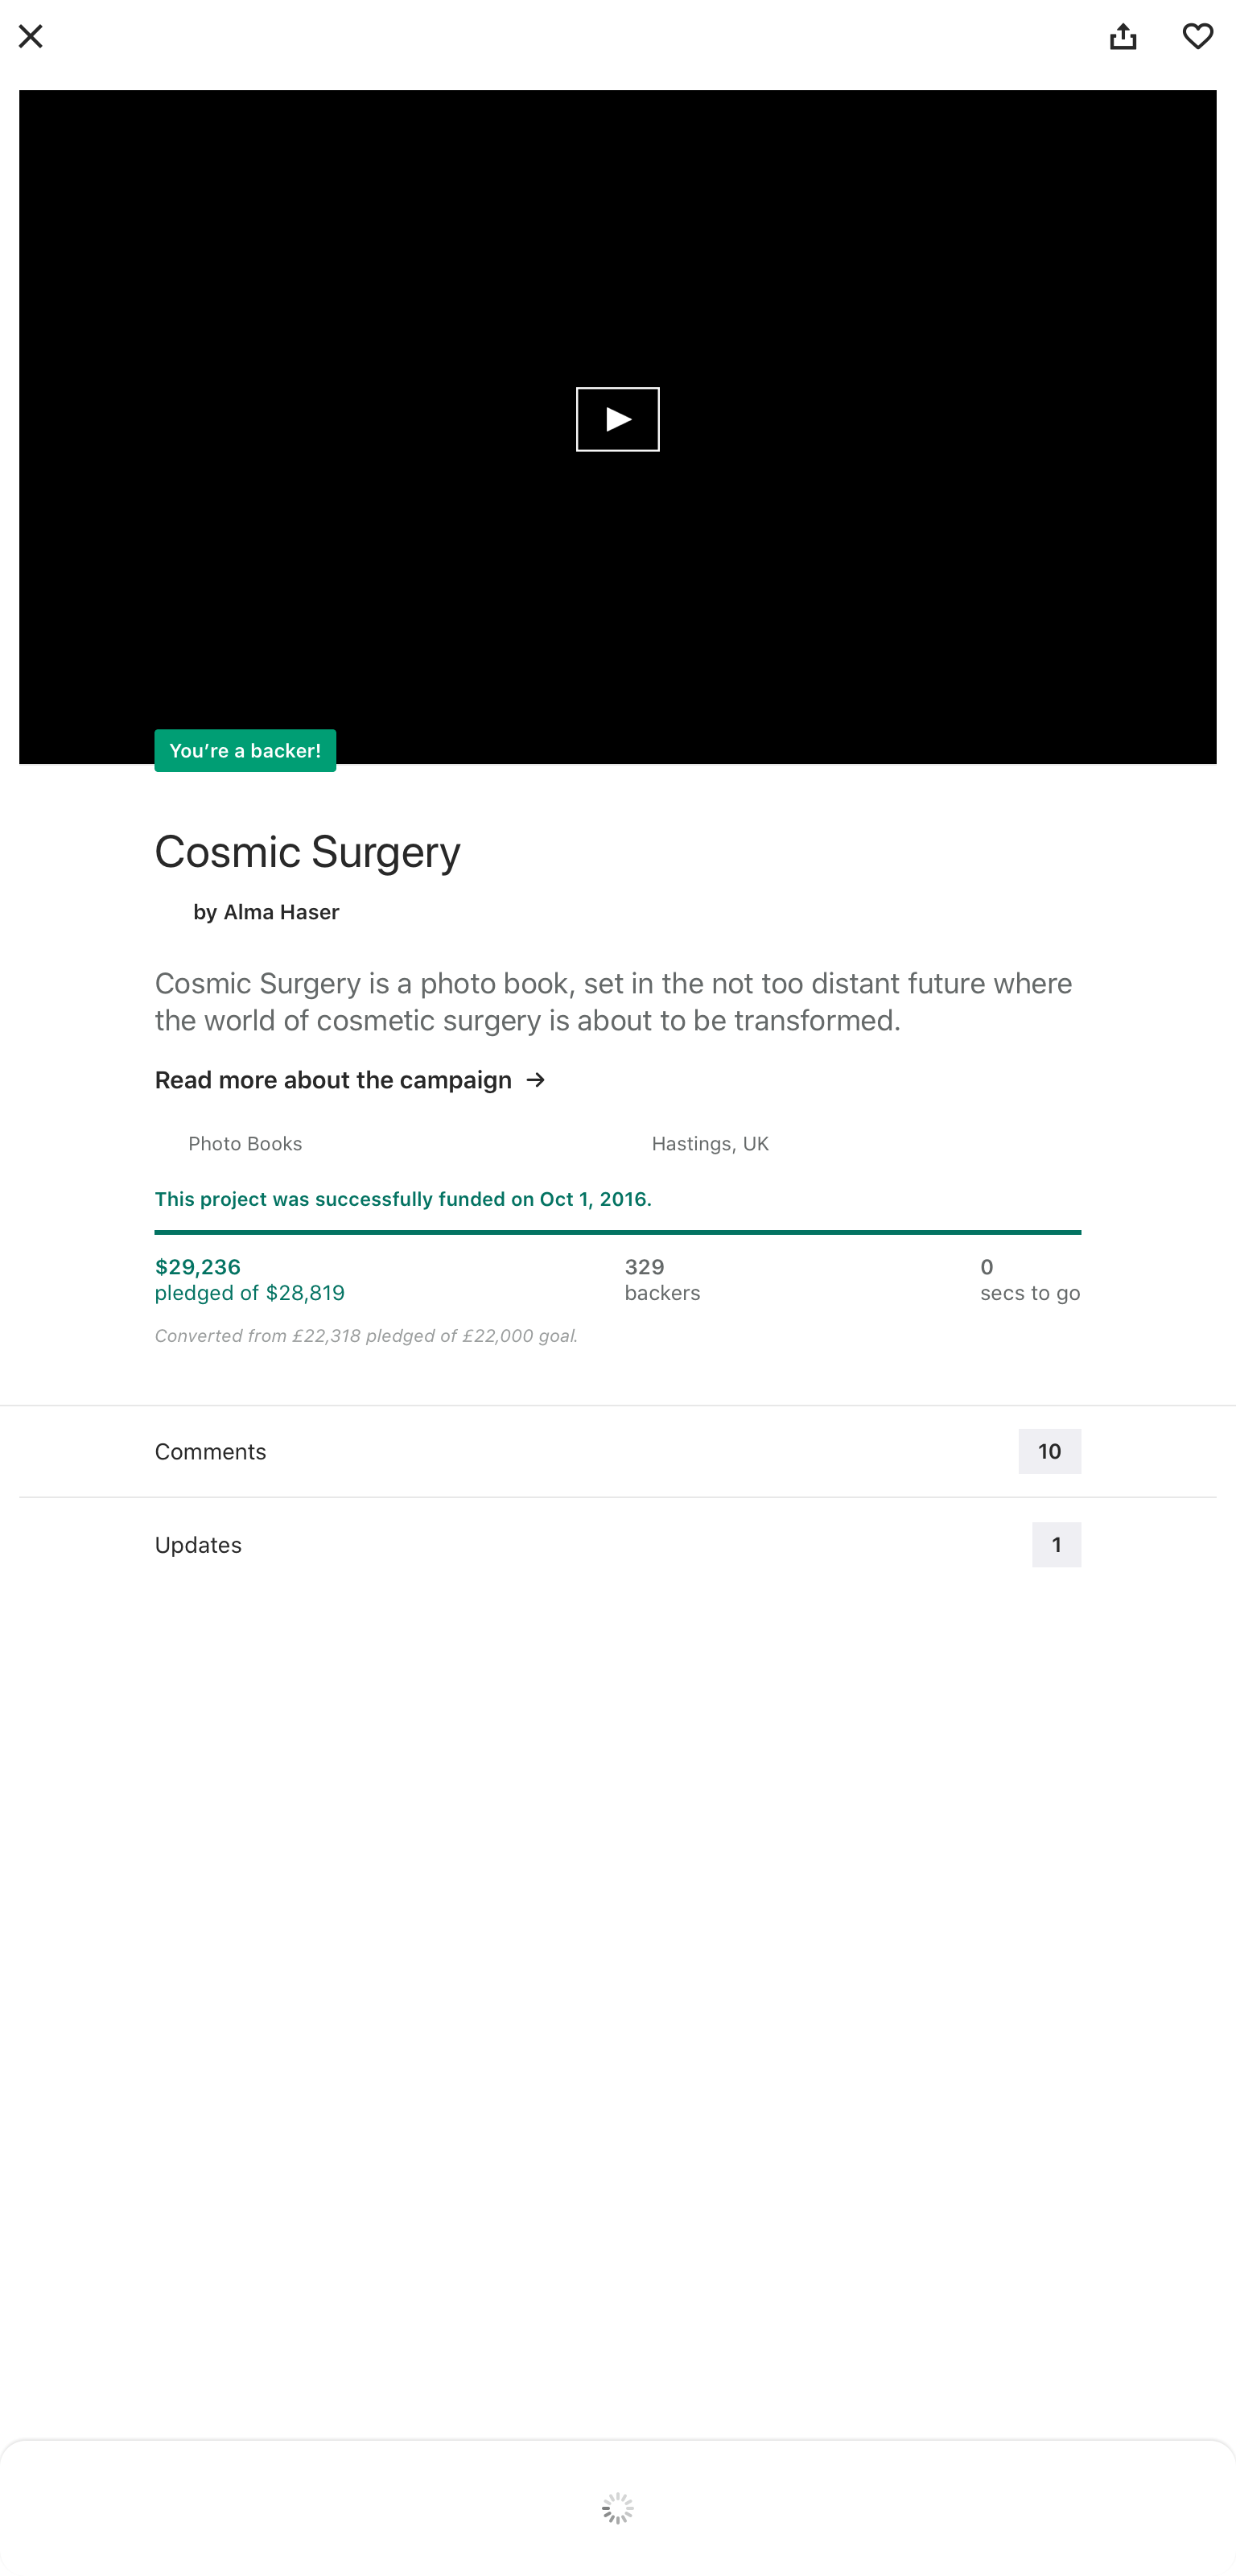 You’re a backer!
Cosmic Surgery
by Alma Haser
Cosmic Surgery is a photo book, set in the not too distant future where
the world of cosmetic surgery is about to be transformed.
Read more about the campaign →
Photo Books
Hastings, UK
This project was successfully funded on Oct 1, 2016.
$29,236
pledged of $28,819
329
backers
0
secs to go
Converted from £22,318 pledged of £22,000 goal.
Comments
10
Updates
1